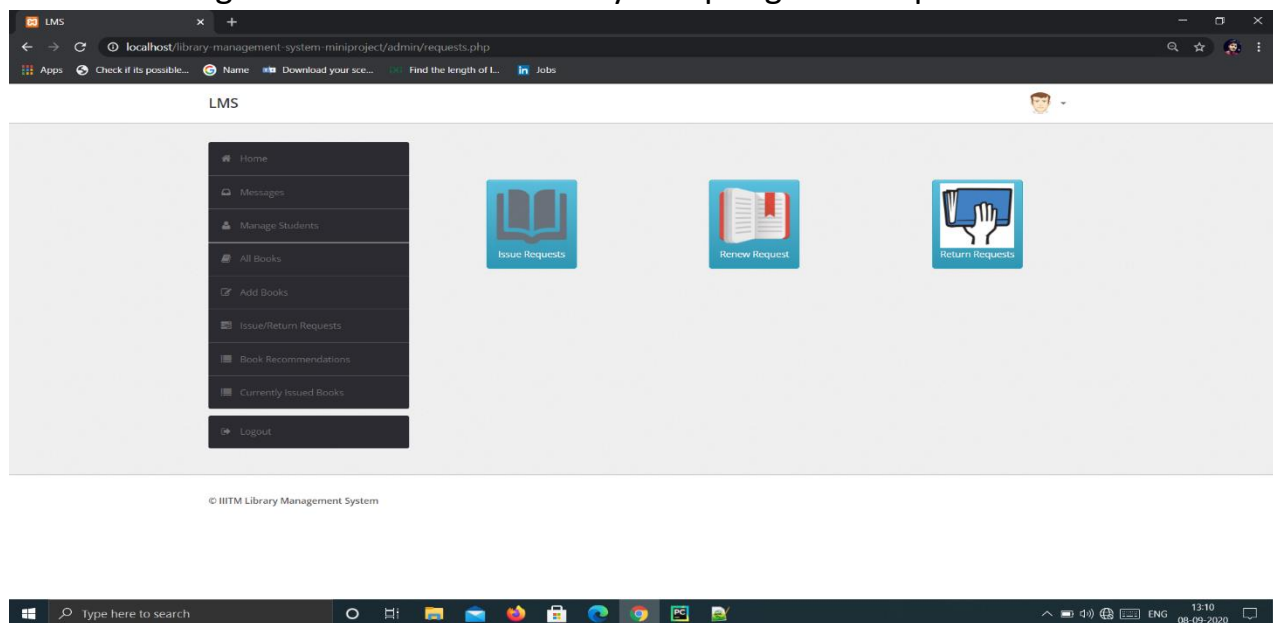 LMS
localhost/library-management-system-miniproject/admin/requests.php
Apps Check if its possible... Name Download your sce... Find the length of I... Jobs
LMS
Home
Messages
Manage Students
All Books
Add Books
Issue/Return Requests
Book Recommendations
Currently Issued Books
Logout
Issue Requests
Renew Request
Return Requests
© IIITM Library Management System
Type here to search
ENG
13:10
08-09-2020